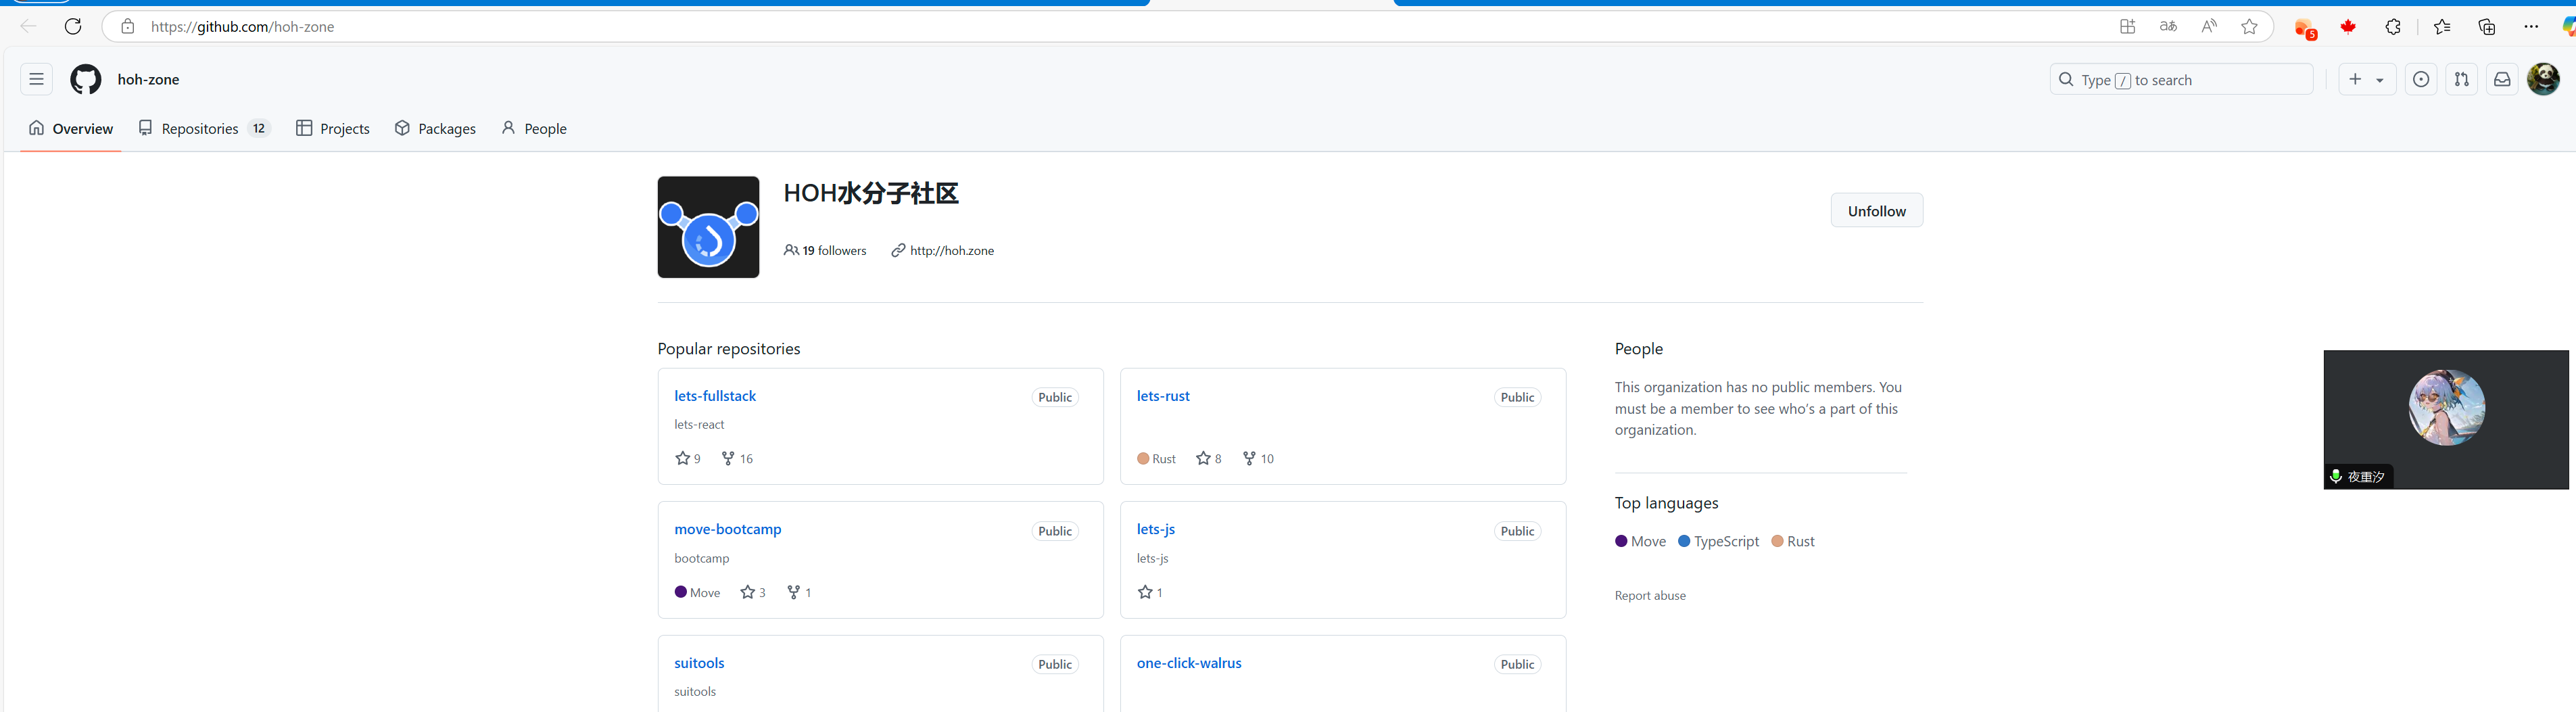 https://github.com/hoh-zone
5
hoh-zone
Type / to search
Overview
Repositories 12
Projects
Packages
People
HOH水分子社区
19 followers
http://hoh.zone
Unfollow
Popular repositories
lets-fullstack
Public
lets-react
9
16
lets-rust
Public
Rust
8
10
move-bootcamp
Public
bootcamp
Move
3
1
lets-js
Public
lets-js
1
suitools
Public
suitools
one-click-walrus
Public
People
This organization has no public members. You
must be a member to see who's a part of this
organization.
Top languages
Move TypeScript Rust
Report abuse
夜重汐